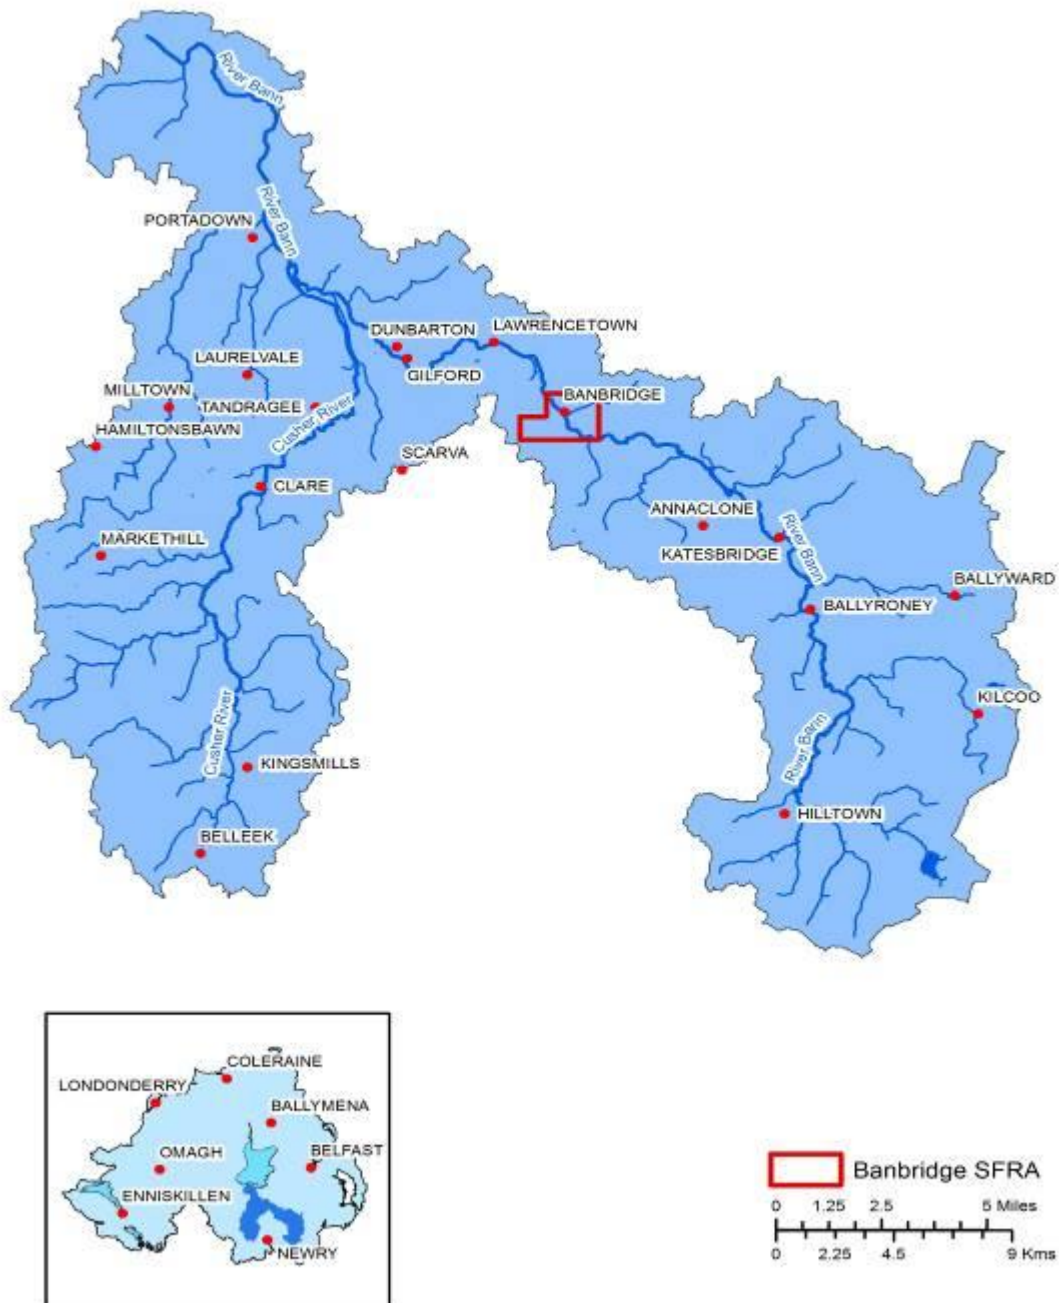 River Bann
River Bann
PORTADOWN
DUNBARTON
LAWRENCETOWN
GILFORD
LAURELVALE
MILLTOWN
TANDRAGEE
BANBRIDGE
Cusher River
HAMILTONSBAWN
SCARVA
CLARE
ANNACLONE
MARKETHILL
KATESBRIDGE
River Bann
BALLYWARD
BALLYRONEY
KILCOO
Cusher River
River Bann
KINGSMILLS
HILLTOWN
BELLEEK
COLERAINE
LONDONDERRY
BALLYMENA
OMAGH
BELFAST
ENNISKILLEN
NEWRY
Banbridge SFRA
0 1.25 2.5 5 Miles
0 2.25 4.5 9 Kms